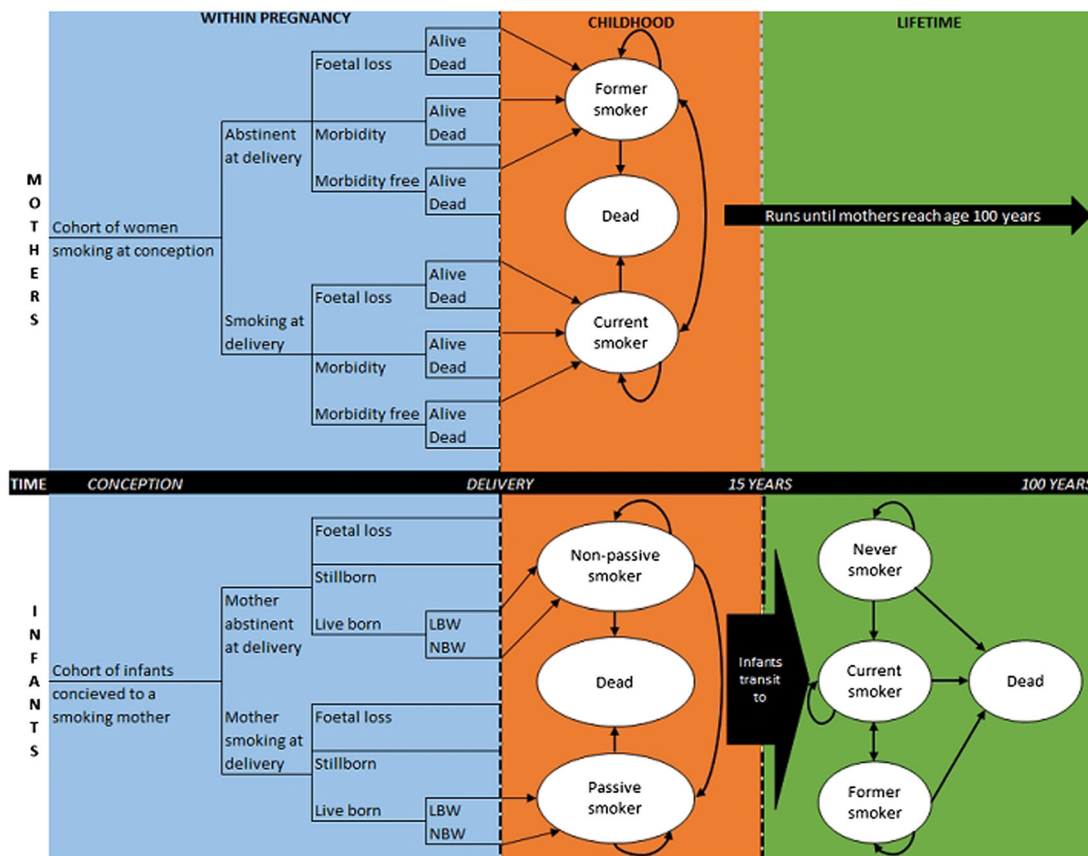 WITHIN PREGNANCY
CHILDHOOD
LIFETIME
MOTHERS
Cohort of women
smoking at conception
Abstinent
at delivery
Foetal loss
Alive
Dead
Morbidity
Alive
Dead
Morbidity free
Alive
Dead
Smoking at
delivery
Foetal loss
Alive
Dead
Morbidity
Alive
Dead
Morbidity free
Alive
Dead
Former
smoker
Dead
Current
smoker
Runs until mothers reach age 100 years
TIME
CONCEPTION
DELIVERY
15 YEARS
100 YEARS
INFANTS
Cohort of infants
concieved to a
smoking mother
Mother
abstinent
at delivery
Foetal loss
Stillborn
Live born
LBW
NBW
Mother
smoking at
delivery
Foetal loss
Stillborn
Live born
LBW
NBW
Non-passive
smoker
Dead
Passive
smoker
Infants
transit
to
Never
smoker
Current
smoker
Former
smoker
Dead